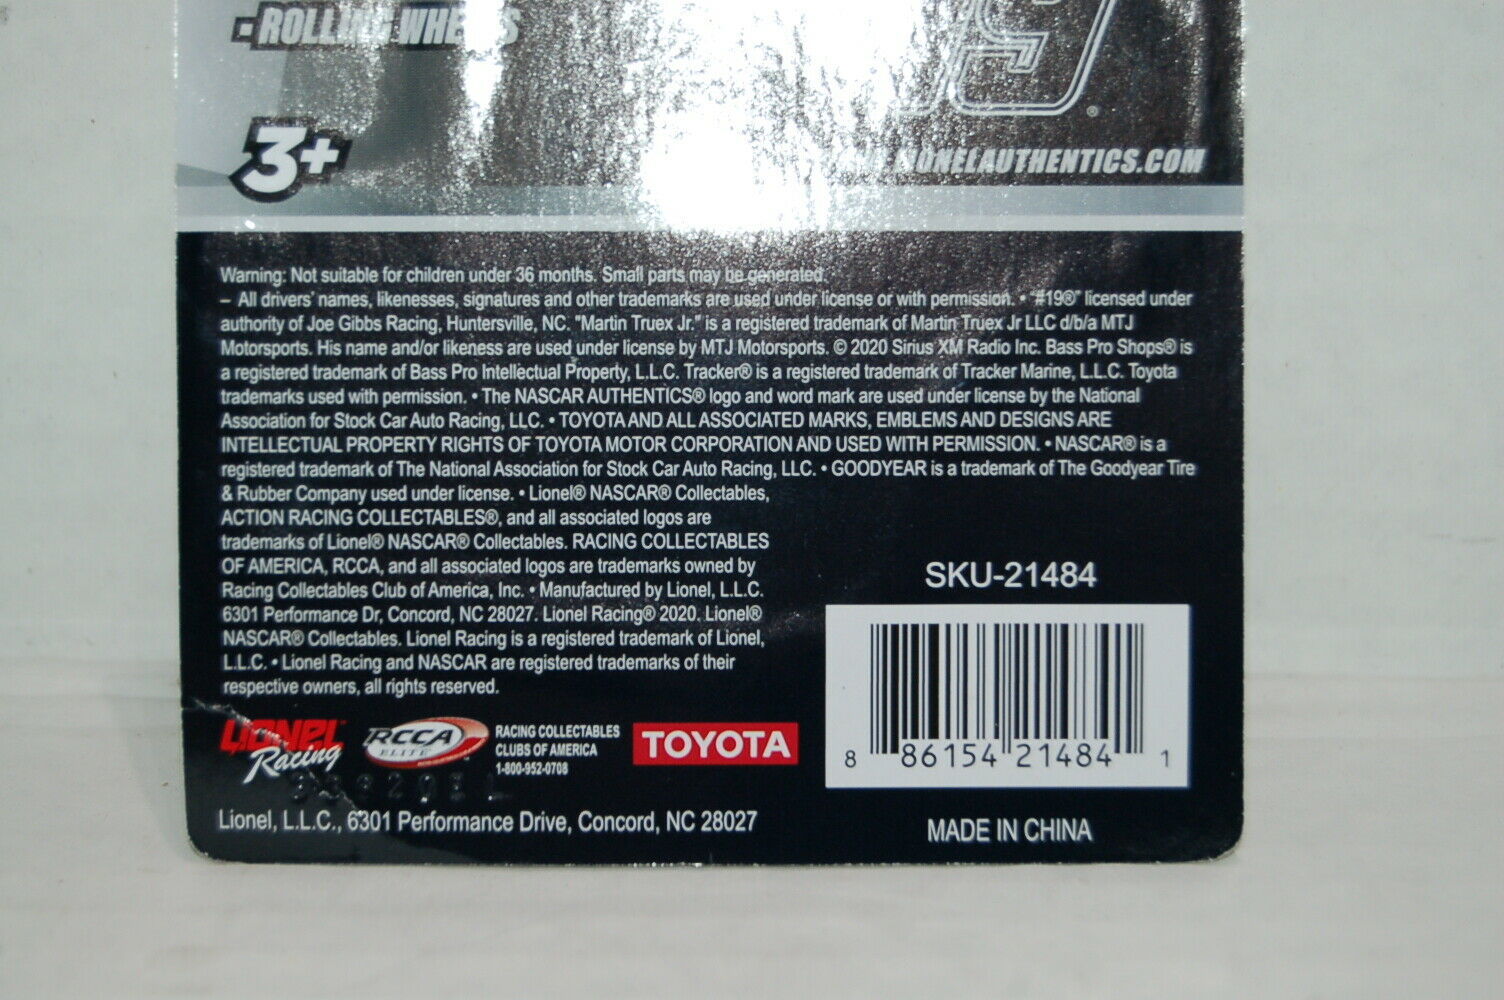 - ROLLING WHEELS
19®
3+
LIONELAUTHENTICS.COM
Warning: Not suitable for children under 36 months. Small parts may be generated.
– All drivers' names, likenesses, signatures and other trademarks are used under license or with permission. • "#19®" licensed under
authority of Joe Gibbs Racing, Huntersville, NC. "Martin Truex Jr." is a registered trademark of Martin Truex Jr LLC d/b/a MTJ
Motorsports. His name and/or likeness are used under license by MTJ Motorsports. © 2020 Sirius XM Radio Inc. Bass Pro Shops® is
a registered trademark of Bass Pro Intellectual Property, L.L.C. Tracker® is a registered trademark of Tracker Marine, L.L.C. Toyota
trademarks used with permission. • The NASCAR AUTHENTICS® logo and word mark are used under license by the National
Association for Stock Car Auto Racing, LLC. • TOYOTA AND ALL ASSOCIATED MARKS, EMBLEMS AND DESIGNS ARE
INTELLECTUAL PROPERTY RIGHTS OF TOYOTA MOTOR CORPORATION AND USED WITH PERMISSION. • NASCAR® is a
registered trademark of The National Association for Stock Car Auto Racing, LLC. • GOODYEAR is a trademark of The Goodyear Tire
& Rubber Company used under license. • Lionel® NASCAR® Collectables,
ACTION RACING COLLECTABLES®, and all associated logos are
trademarks of Lionel® NASCAR® Collectables. RACING COLLECTABLES
OF AMERICA, RCCA, and all associated logos are trademarks owned by
Racing Collectables Club of America, Inc. • Manufactured by Lionel, L.L.C.
6301 Performance Dr, Concord, NC 28027. Lionel Racing® 2020. Lionel®
NASCAR® Collectables. Lionel Racing is a registered trademark of Lionel,
L.L.C. • Lionel Racing and NASCAR are registered trademarks of their
respective owners, all rights reserved.
SKU-21484
8 86154 21484 1
LIONEL™
Racing
RCCA
ELITE
RACING COLLECTABLES
CLUBS OF AMERICA
1-800-952-0708
TOYOTA
Lionel, L.L.C., 6301 Performance Drive, Concord, NC 28027
MADE IN CHINA